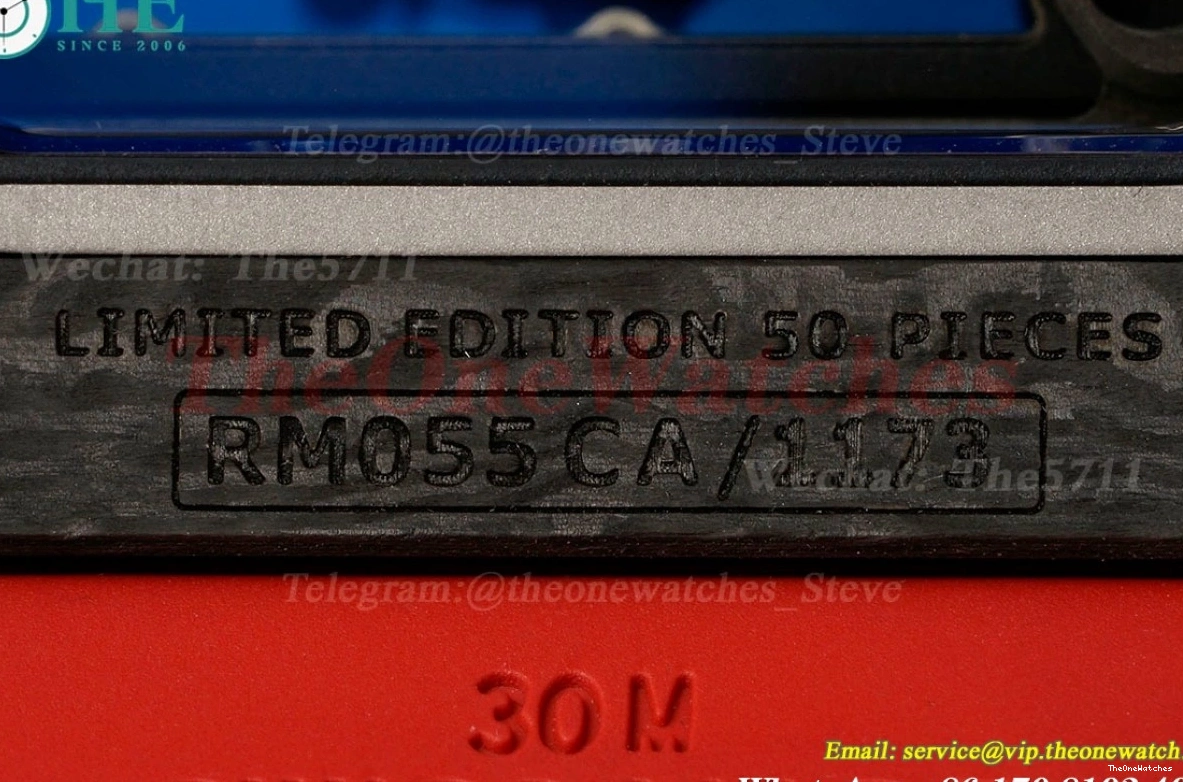 HE
SINCE 2006
Telegram:@theonewatches_Steve
Wechat: The5711
LIMITED EDITION 50 PIECES
TheOneWatches
RM055 CA/1173
Wechat: The5711
Telegram:@theonewatches_Steve
30M
Email: service@vip.theonewatch
TheOneWatches